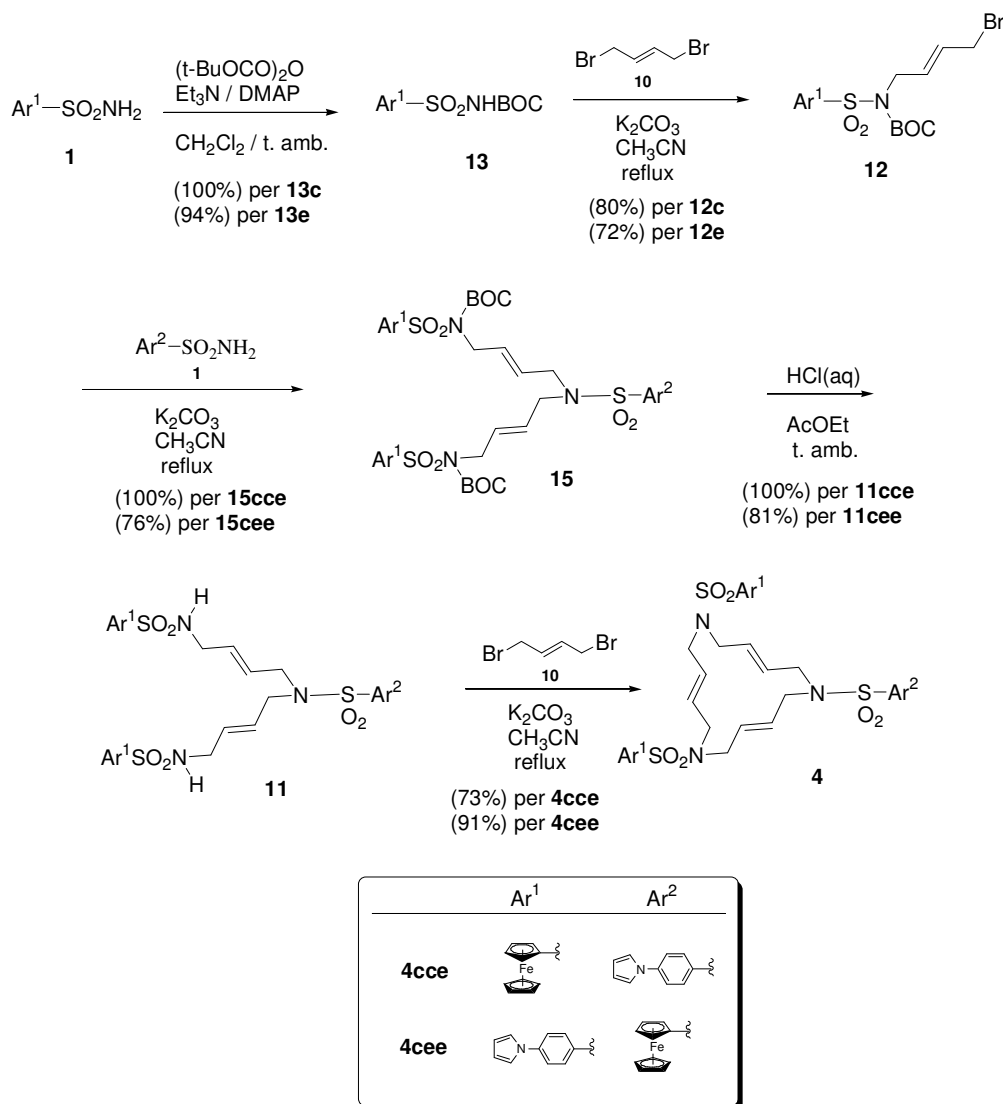 (t-BuOCO)₂O
Et₃N / DMAP
CH₂Cl₂ / t. amb.
Ar¹ SO₂NH₂
1
(100%) per 13c
(94%) per 13e
Ar¹ SO₂NHBOC
13
Br Br
10
K₂CO₃
CH₃CN
reflux
(80%) per 12c
(72%) per 12e
Br
Ar¹ S N
O₂ BOC
12
Ar² SO₂NH₂
1
K₂CO₃
CH₃CN
reflux
(100%) per 15cce
(76%) per 15cee
BOC
Ar¹SO₂N
N S Ar²
O₂
Ar¹SO₂N
BOC
15
HCl(aq)
AcOEt
t. amb.
(100%) per 11cce
(81%) per 11cee
H
Ar¹SO₂N
N S Ar²
O₂
Ar¹SO₂N
H
11
Br Br
10
K₂CO₃
CH₃CN
reflux
(73%) per 4cce
(91%) per 4cee
SO₂Ar¹
N
N S Ar²
O₂
Ar¹SO₂N
4
Ar¹ Ar²
4cce Fe N
4cee N Fe